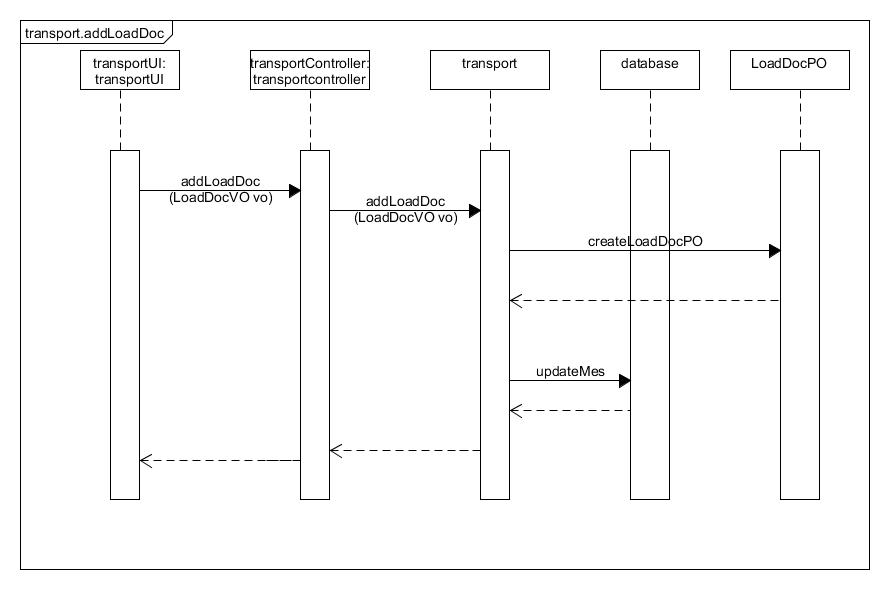 transport.addLoadDoc
transportUI:
transportUI
transportController:
transportcontroller
transport
database
LoadDocPO
addLoadDoc
(LoadDocVO vo)
addLoadDoc
(LoadDocVO vo)
createLoadDocPO
updateMes